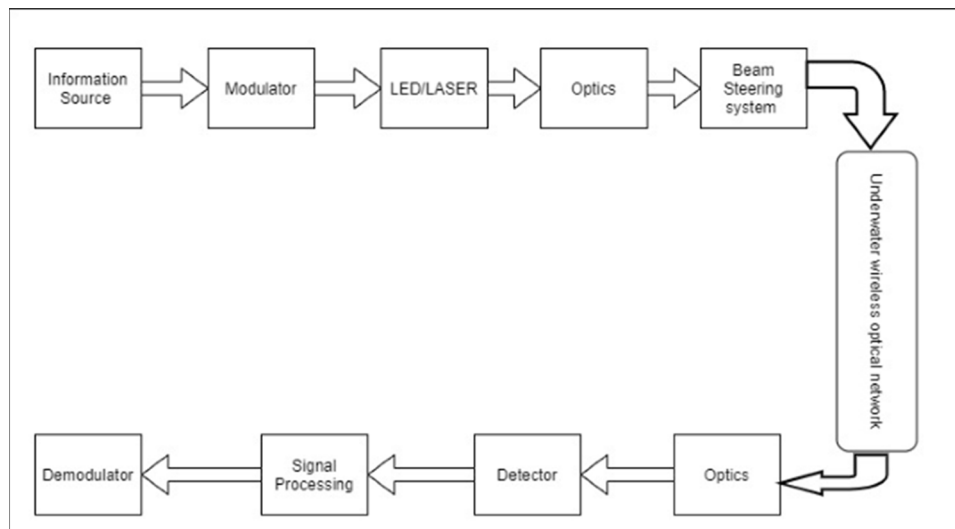 Information
Source
Modulator
LED/LASER
Optics
Beam
Steering
system
Underwater wireless optical network
Demodulator
Signal
Processing
Detector
Optics